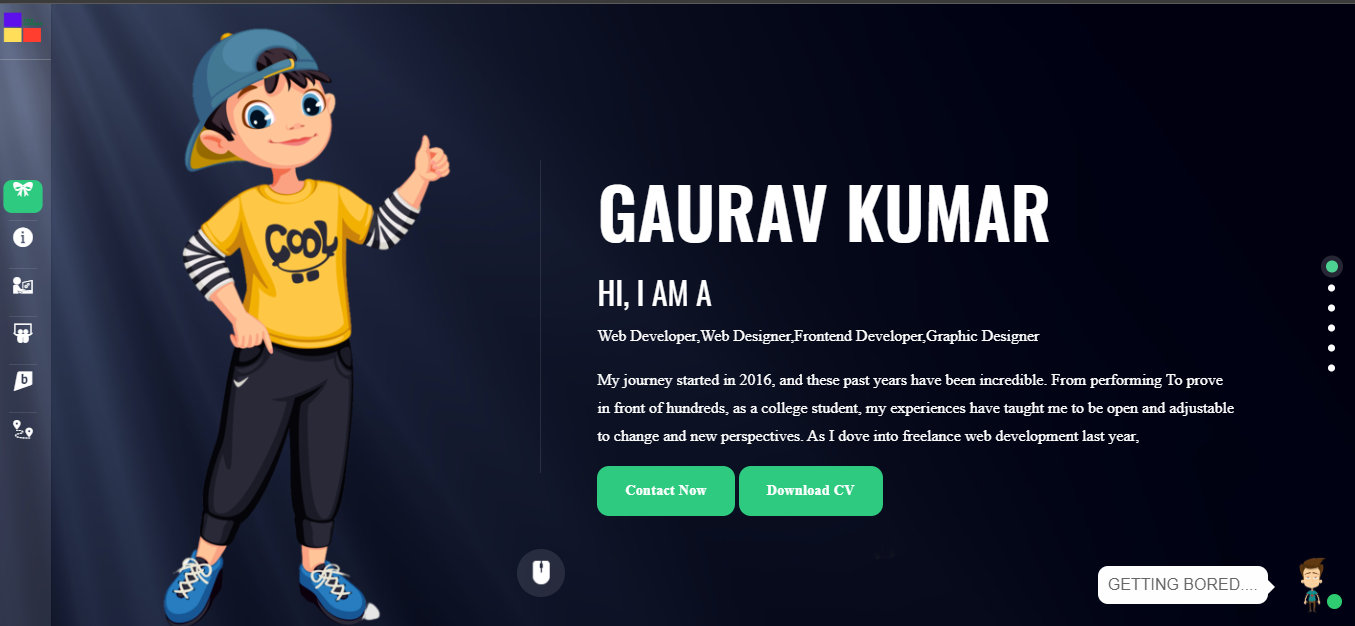 COOL
GAURAV KUMAR
HI, I AM A
Web Developer,Web Designer,Frontend Developer,Graphic Designer
My journey started in 2016, and these past years have been incredible. From performing To prove
in front of hundreds, as a college student, my experiences have taught me to be open and adjustable
to change and new perspectives. As I dove into freelance web development last year,
Contact Now
Download CV
GETTING BORED....